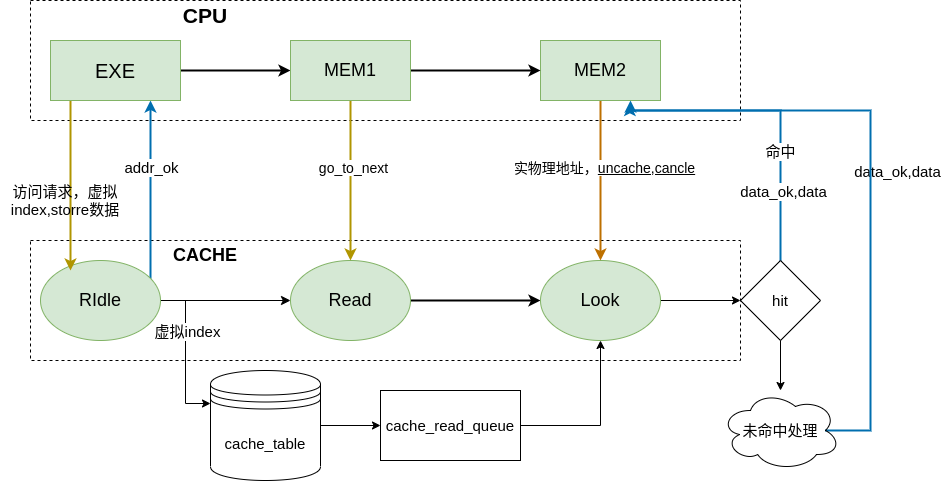 CPU
EXE
MEM1
MEM2
addr_ok
go_to_next
实物理地址，uncache,cancle
命中
data_ok,data
data_ok,data
访问请求，虚拟
index,storre数据
CACHE
RIdle
Read
Look
hit
虚拟index
cache_table
cache_read_queue
未命中处理